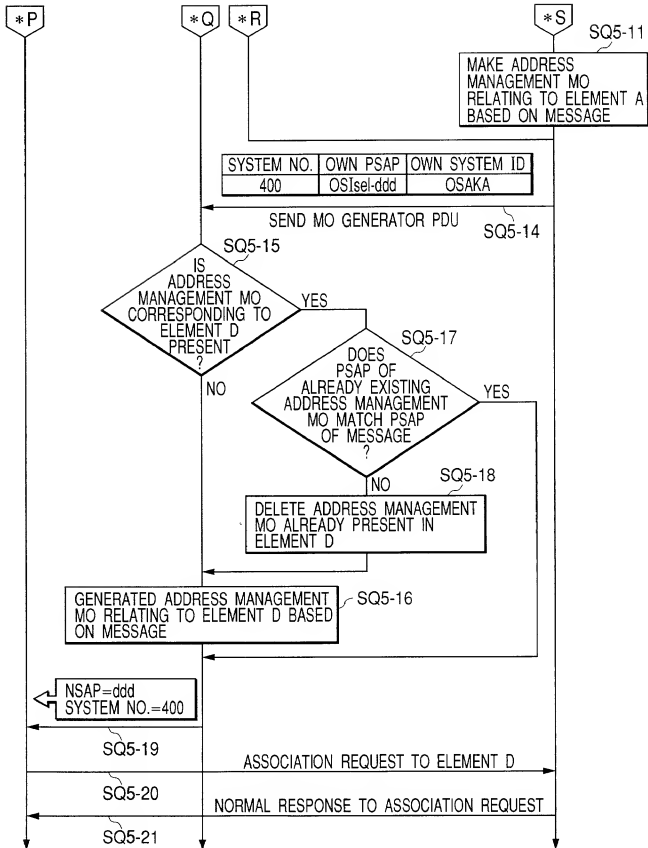 *P
*Q
*R
*S
SQ5-11
MAKE ADDRESS
MANAGEMENT MO
RELATING TO ELEMENT A
BASED ON MESSAGE
SYSTEM NO. OWN PSAP OWN SYSTEM ID
400 OSIsel-ddd OSAKA
SEND MO GENERATOR PDU
SQ5-14
SQ5-15
IS
ADDRESS
MANAGEMENT MO
CORRESPONDING TO
ELEMENT D
PRESENT
?
YES
NO
SQ5-17
DOES
PSAP OF
ALREADY EXISTING
ADDRESS MANAGEMENT
MO MATCH PSAP
OF MESSAGE
?
YES
NO
SQ5-18
DELETE ADDRESS MANAGEMENT
MO ALREADY PRESENT IN
ELEMENT D
GENERATED ADDRESS MANAGEMENT
MO RELATING TO ELEMENT D BASED
ON MESSAGE
SQ5-16
NSAP=ddd
SYSTEM NO.=400
SQ5-19
ASSOCIATION REQUEST TO ELEMENT D
SQ5-20
NORMAL RESPONSE TO ASSOCIATION REQUEST
SQ5-21